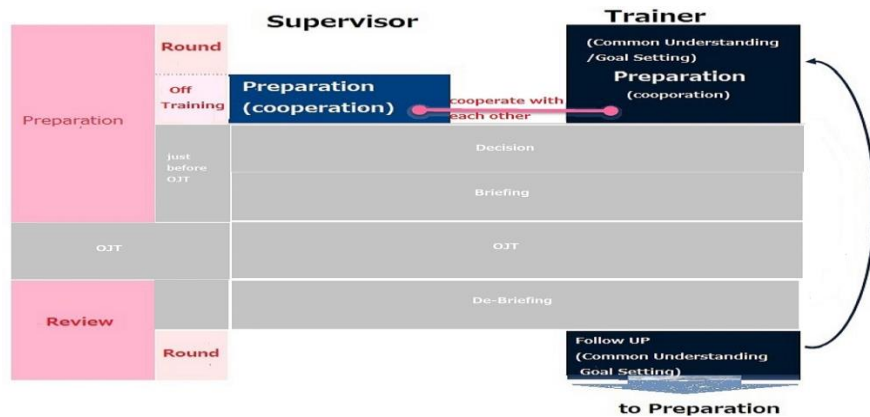 Supervisor
Trainer
Round
(Common Understanding
/Goal Setting)
Preparation
(cooporation)
Off
Training
Preparation
(cooperation)
cooperate with
each other
Preparation
just
before
OJT
Decision
Briefing
OJT
OJT
De-Briefing
Review
Round
Follow UP
(Common Understanding
Goal Setting)
to Preparation